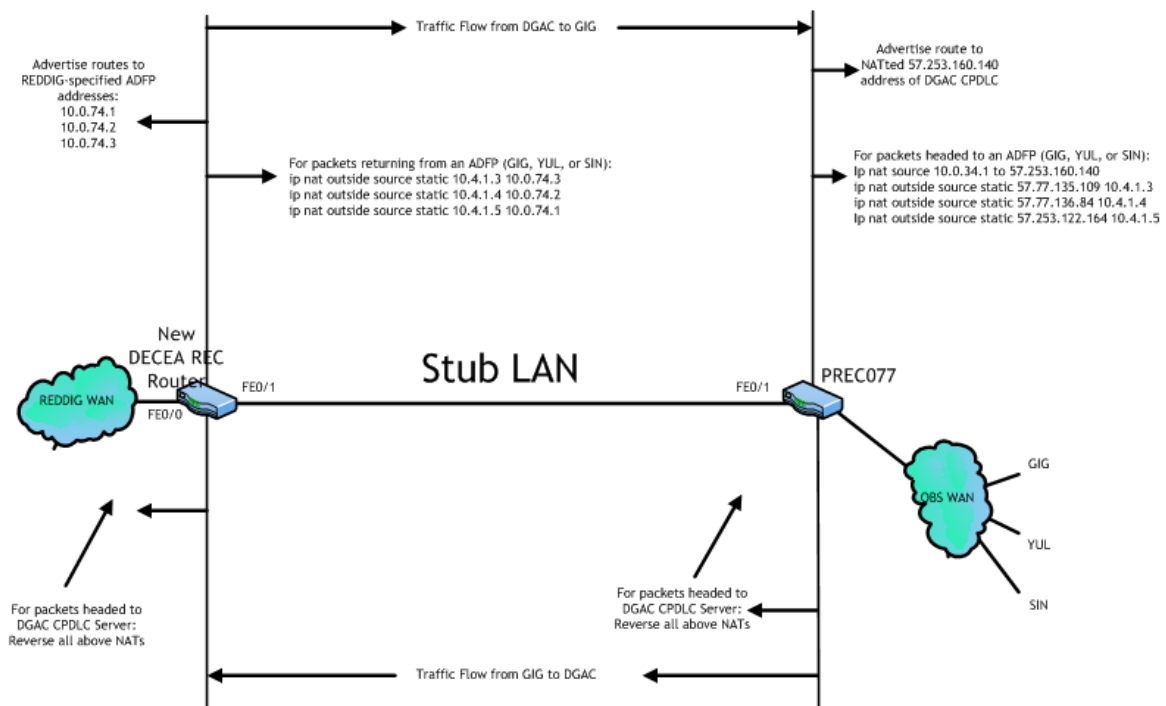 Traffic Flow from DGAC to GIG
Advertise routes to
REDDIG-specified ADFP
addresses:
10.0.74.1
10.0.74.2
10.0.74.3
Advertise route to
NATted 57.253.160.140
address of DGAC CPDLC
For packets returning from an ADFP (GIG, YUL, or SIN):
ip nat outside source static 10.4.1.3 10.0.74.3
ip nat outside source static 10.4.1.4 10.0.74.2
ip nat outside source static 10.4.1.5 10.0.74.1
For packets headed to an ADFP (GIG, YUL, or SIN):
Ip nat source 10.0.34.1 to 57.253.160.140
ip nat outside source static 57.77.135.109 10.4.1.3
ip nat outside source static 57.77.136.84 10.4.1.4
Ip nat outside source static 57.253.122.164 10.4.1.5
New
DECEA REC
Router
Stub LAN
PREC077
REDDIG WAN
FE0/0
FE0/1
FE0/1
OBS WAN
GIG
YUL
SIN
For packets headed to
DGAC CPDLC Server:
Reverse all above NATs
For packets headed to
DGAC CPDLC Server:
Reverse all above NATs
Traffic Flow from GIG to DGAC